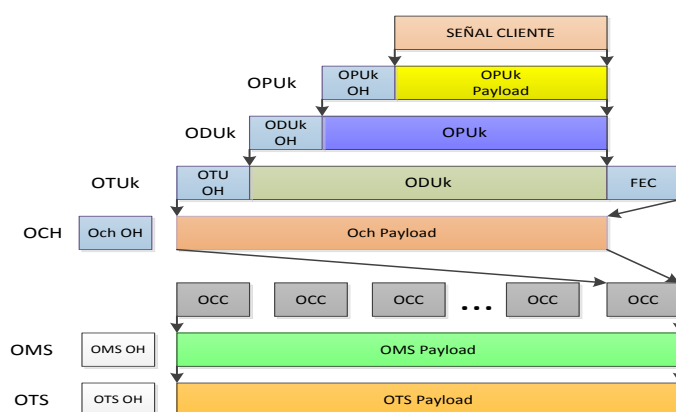 SEÑAL CLIENTE
OPUk
OPUk
OH
OPUk
Payload
ODUk
ODUk
OH
OPUk
OTUk
OTU
OH
ODUk
FEC
OCH
Och OH
Och Payload
OCC
OCC
OCC
...
OCC
OCC
OMS
OMS OH
OMS Payload
OTS
OTS OH
OTS Payload